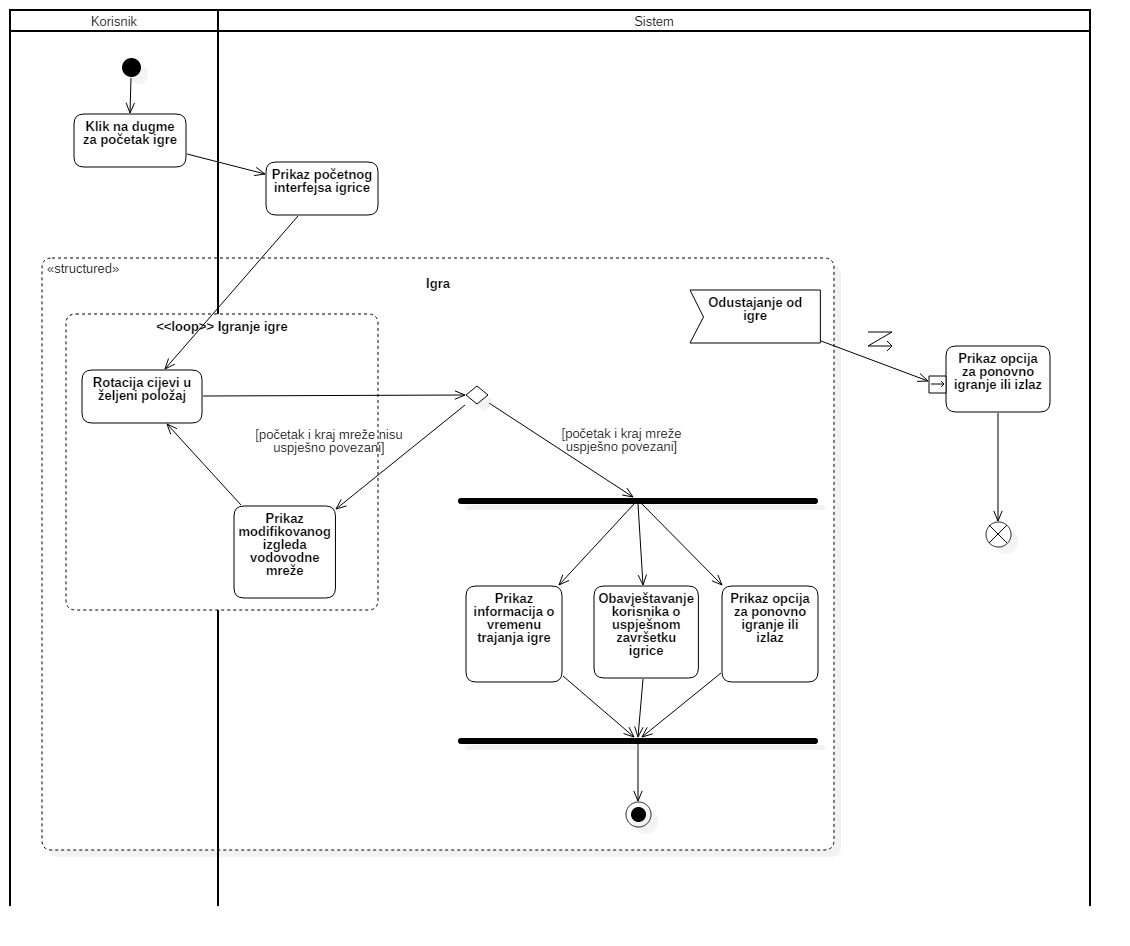 Korisnik
Sistem
Klik na dugme
za početak igre
Prikaz početnog
interfejsa igrice
«structured»
Igra
<<loop>> Igranje igre
Odustajanje od
igre
Prikaz opcija
za ponovno
igranje ili izlaz
Rotacija cijevi u
željeni položaj
[početak i kraj mreže nisu
uspješno povezani]
[početak i kraj mreže
uspješno povezani]
Prikaz
modifikovanog
izgleda
vodovodne
mreže
Prikaz
informacija o
vremenu
trajanja igre
Obavještavanje
korisnika o
uspješnom
završetku
igrice
Prikaz opcija
za ponovno
igranje ili
izlaz